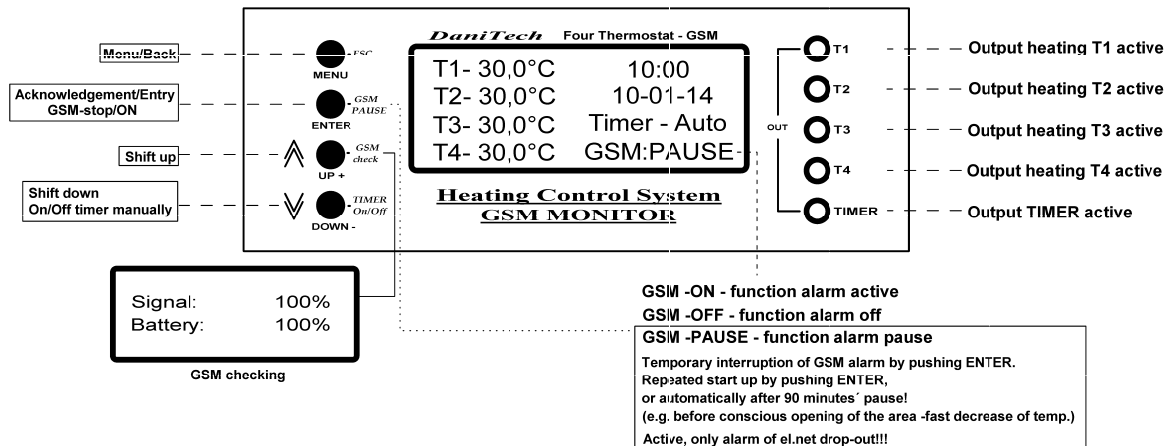 DaniTech Four Thermostat - GSM
Menu/Back
ESC
MENU
Acknowledgement/Entry
GSM-stop/ON
GSM
PAUSE
ENTER
Shift up
GSM
check
UP +
Shift down
On/Off timer manually
TIMER
On/Off
DOWN -
T1- 30,0°C 10:00
T2- 30,0°C 10-01-14
T3- 30,0°C Timer - Auto
T4- 30,0°C GSM:PAUSE
Heating Control System
GSM MONITOR
OUT
T1 Output heating T1 active
T2 Output heating T2 active
T3 Output heating T3 active
T4 Output heating T4 active
TIMER Output TIMER active
Signal: 100%
Battery: 100%
GSM checking
GSM -ON - function alarm active
GSM -OFF - function alarm off
GSM -PAUSE - function alarm pause
Temporary interruption of GSM alarm by pushing ENTER.
Repeated start up by pushing ENTER,
or automatically after 90 minutes´ pause!
(e.g. before conscious opening of the area -fast decrease of temp.)
Active, only alarm of el.net drop-out!!!